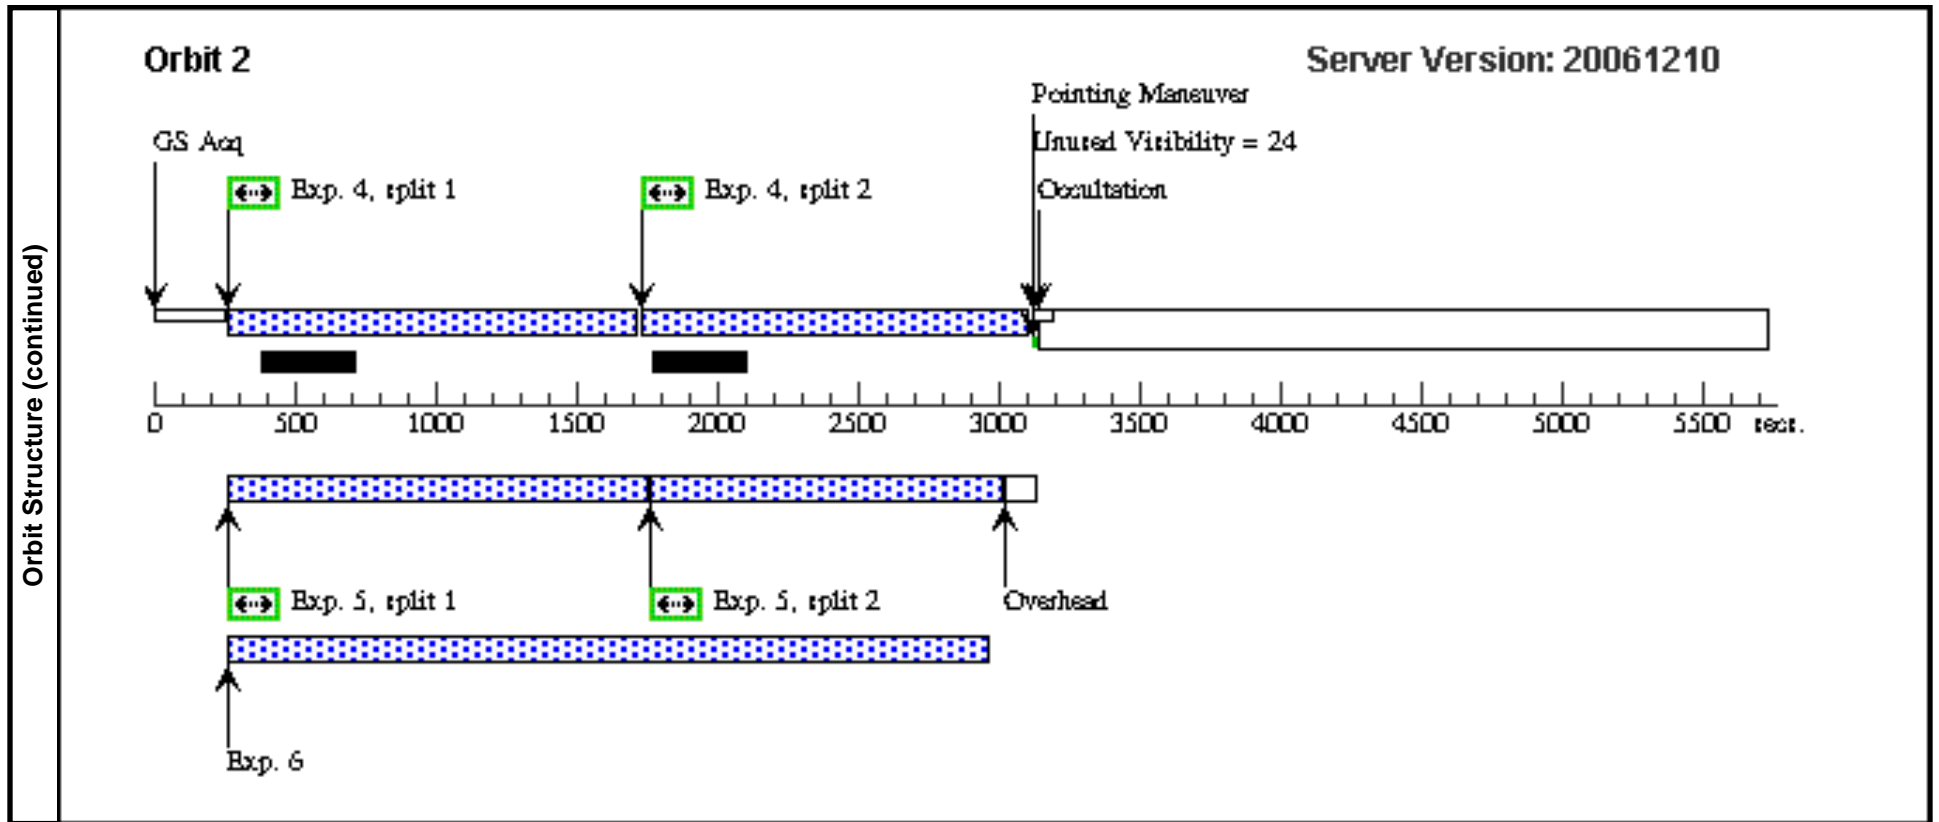 Orbit Structure (continued)
Orbit 2
Server Version: 20061210
Pointing Maneuver
GS Acq
Unused Visibility = 24
Exp. 4, split 1
Exp. 4, split 2
Occultation
0 500 1000 1500 2000 2500 3000 3500 4000 4500 5000 5500 secs.
Exp. 5, split 1
Exp. 5, split 2
Overhead
Exp. 6